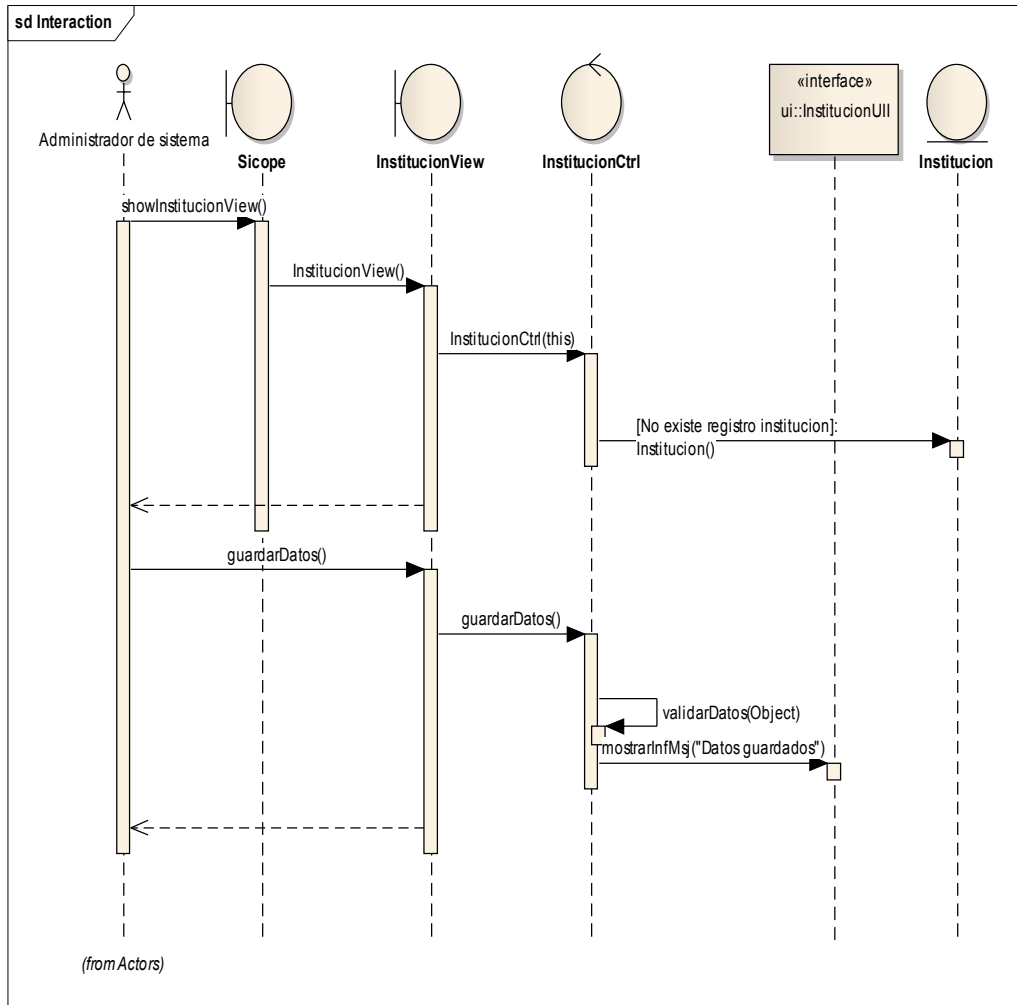 sd Interaction
Administrador de sistema
Sicope
InstitucionView
InstitucionCtrl
«interface»
ui::InstitucionUII
Institucion
showInstitucionView()
InstitucionView()
InstitucionCtrl(this)
[No existe registro institucion]:
Institucion()
guardarDatos()
guardarDatos()
validarDatos(Object)
mostrarInfMsj("Datos guardados")
(from Actors)